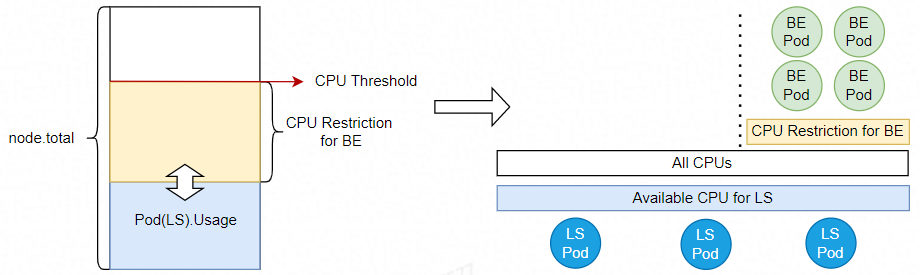 node.total
CPU Threshold
CPU Restriction
for BE
Pod(LS).Usage
BE
Pod
BE
Pod
BE
Pod
BE
Pod
CPU Restriction for BE
All CPUs
Available CPU for LS
LS
Pod
LS
Pod
LS
Pod